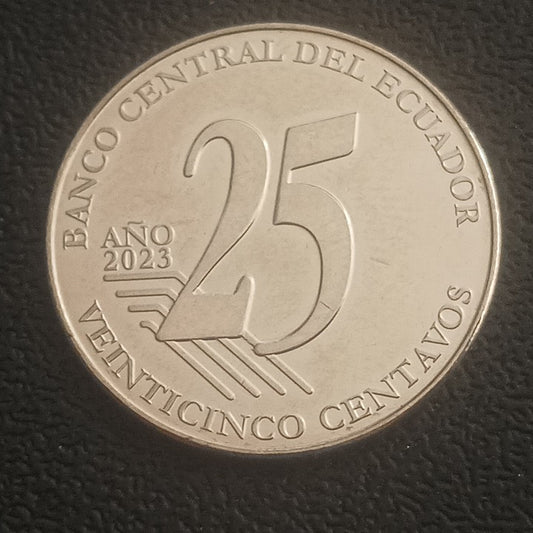 BANCO CENTRAL DEL ECUADOR
25
AÑO
2023
VEINTICINCO CENTAVOS